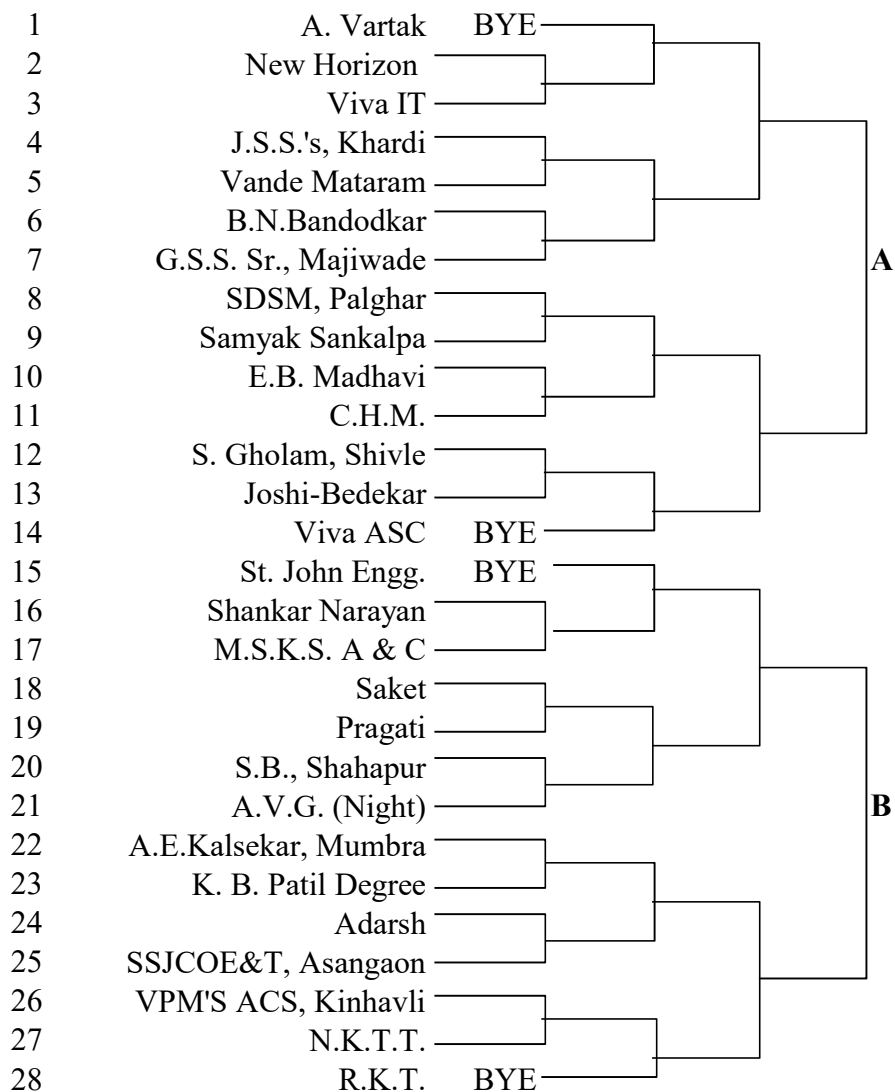 1 A. Vartak BYE
2 New Horizon
3 Viva IT
4 J.S.S.'s, Khardi
5 Vande Mataram
6 B.N.Bandodkar
7 G.S.S. Sr., Majiwade A
8 SDSM, Palghar
9 Samyak Sankalpa
10 E.B. Madhavi
11 C.H.M.
12 S. Gholam, Shivle
13 Joshi-Bedekar
14 Viva ASC BYE
15 St. John Engg. BYE
16 Shankar Narayan
17 M.S.K.S. A & C
18 Saket
19 Pragati
20 S.B., Shahapur
21 A.V.G. (Night) B
22 A.E.Kalsekar, Mumbra
23 K. B. Patil Degree
24 Adarsh
25 SSJCOE&T, Asangaon
26 VPM'S ACS, Kinhavli
27 N.K.T.T.
28 R.K.T. BYE